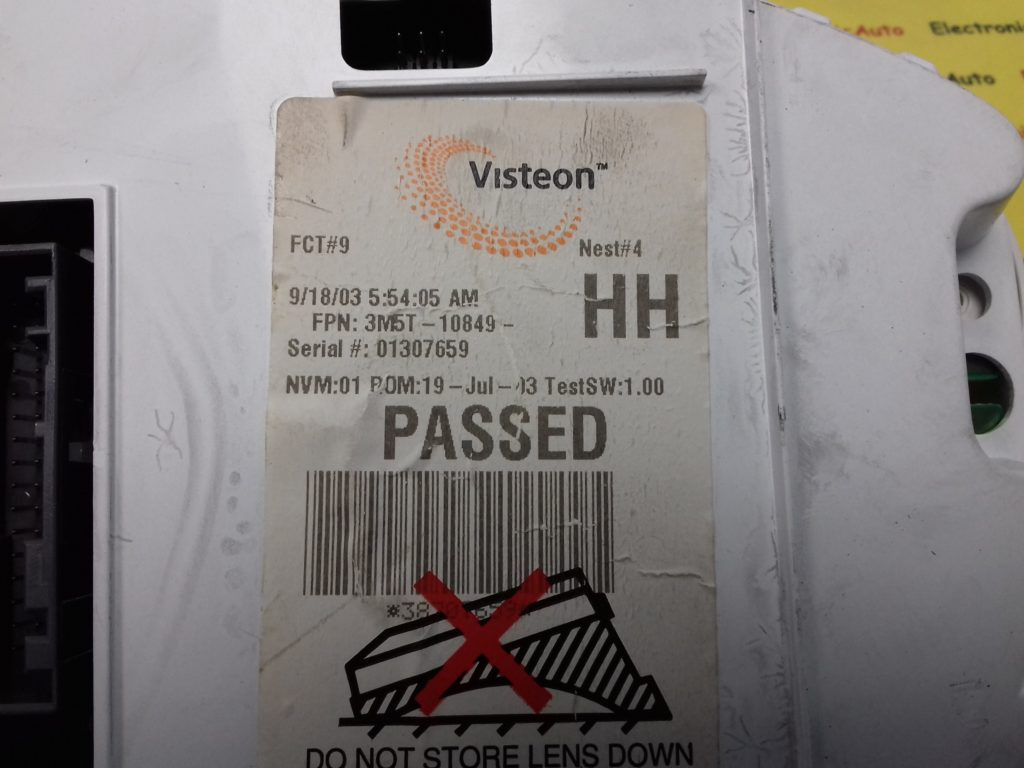 Auto Electroni
Auto
Visteon™
FCT#9 Nest#4
9/18/03 5:54:05 AM HH
FPN: 3M5T-10849-
Serial #: 01307659
NVM:01 ROM:19-Jul-03 TestSW:1.00
PASSED
DO NOT STORE LENS DOWN